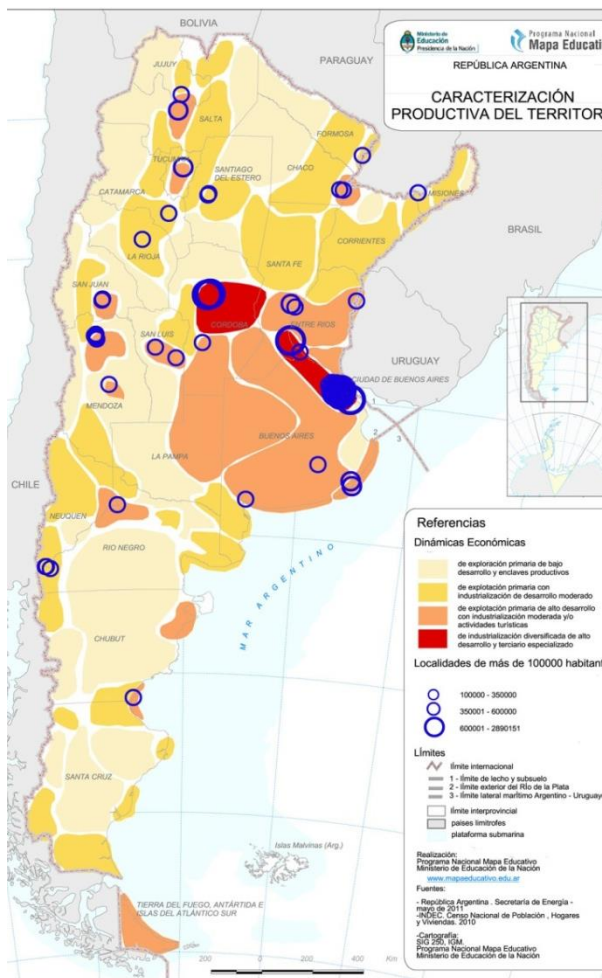 BOLIVIA
PARAGUAY
Ministerio de
Educación
Presidencia de la Nación
Programa Nacional
Mapa Educati
REPÚBLICA ARGENTINA
CARACTERIZACIÓN
PRODUCTIVA DEL TERRITOR
JUJUY
SALTA
FORMOSA
CHACO
TUCUMÁN
SANTIAGO
DEL ESTERO
CATAMARCA
MISIONES
CORRIENTES
BRASIL
LA RIOJA
SANTA FE
SAN JUAN
CÓRDOBA
ENTRE RÍOS
SAN LUIS
URUGUAY
CIUDAD DE BUENOS AIRES
1
2
3
MENDOZA
BUENOS AIRES
LA PAMPA
CHILE
NEUQUEN
RIO NEGRO
MAR ARGENTINO
CHUBUT
SANTA CRUZ
Islas Malvinas (Arg.)
TIERRA DEL FUEGO, ANTÁRTIDA E
ISLAS DEL ATLÁNTICO SUR
200
0
200
400
Km
Referencias
Dinámicas Económicas
de exploración primaria de bajo
desarrollo y enclaves productivos
de explotación primaria con
industrialización de desarrollo moderado
de explotación primaria de alto desarrollo
con industrialización moderada y/o
actividades turísticas
de industrialización diversificada de alto
desarrollo y terciario especializado
Localidades de más de 100000 habitant
100000 - 350000
350001 - 600000
600001 - 2890151
Límites
límite internacional
1 - límite de lecho y subsuelo
2 - límite exterior del Río de la Plata
3 - límite lateral marítimo Argentino - Uruguay
límite interprovincial
paises limítrofes
plataforma submarina
Realización:
Programa Nacional Mapa Educativo
Ministerio de Educación de la Nación
www.mapaeducativo.edu.ar
Fuentes:
- República Argentina . Secretaría de Energía -
mayo de 2011
-INDEC. Censo Nacional de Población , Hogares
y Viviendas. 2010
-Cartografía:
SIG 250, IGM.
Programa Nacional Mapa Educativo
Ministerio de Educación de la Nación